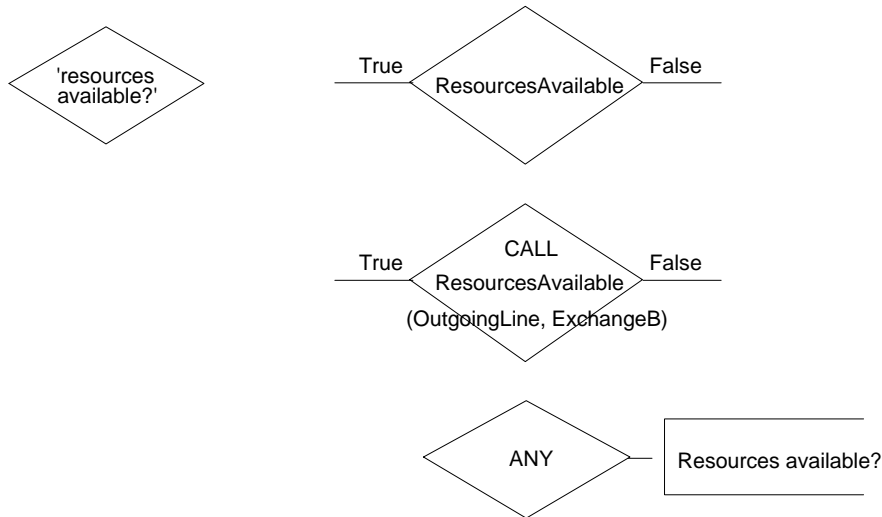 'resources
available?'
True
ResourcesAvailable
False
True
CALL
ResourcesAvailable
(OutgoingLine, ExchangeB)
False
ANY
Resources available?